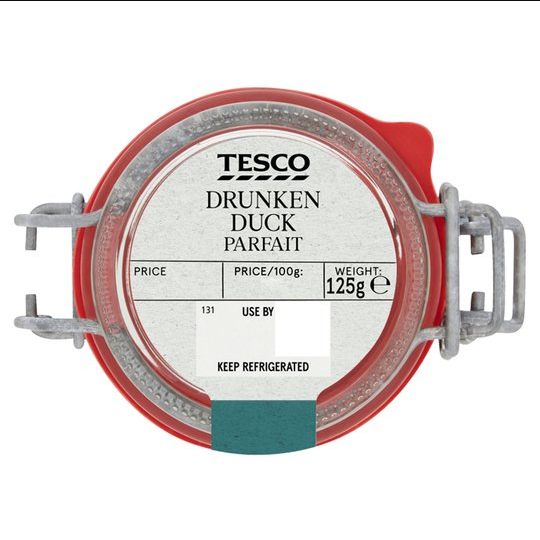 TESCO
DRUNKEN
DUCK
PARFAIT
PRICE PRICE/100g: WEIGHT:
125g ℮
131 USE BY
KEEP REFRIGERATED